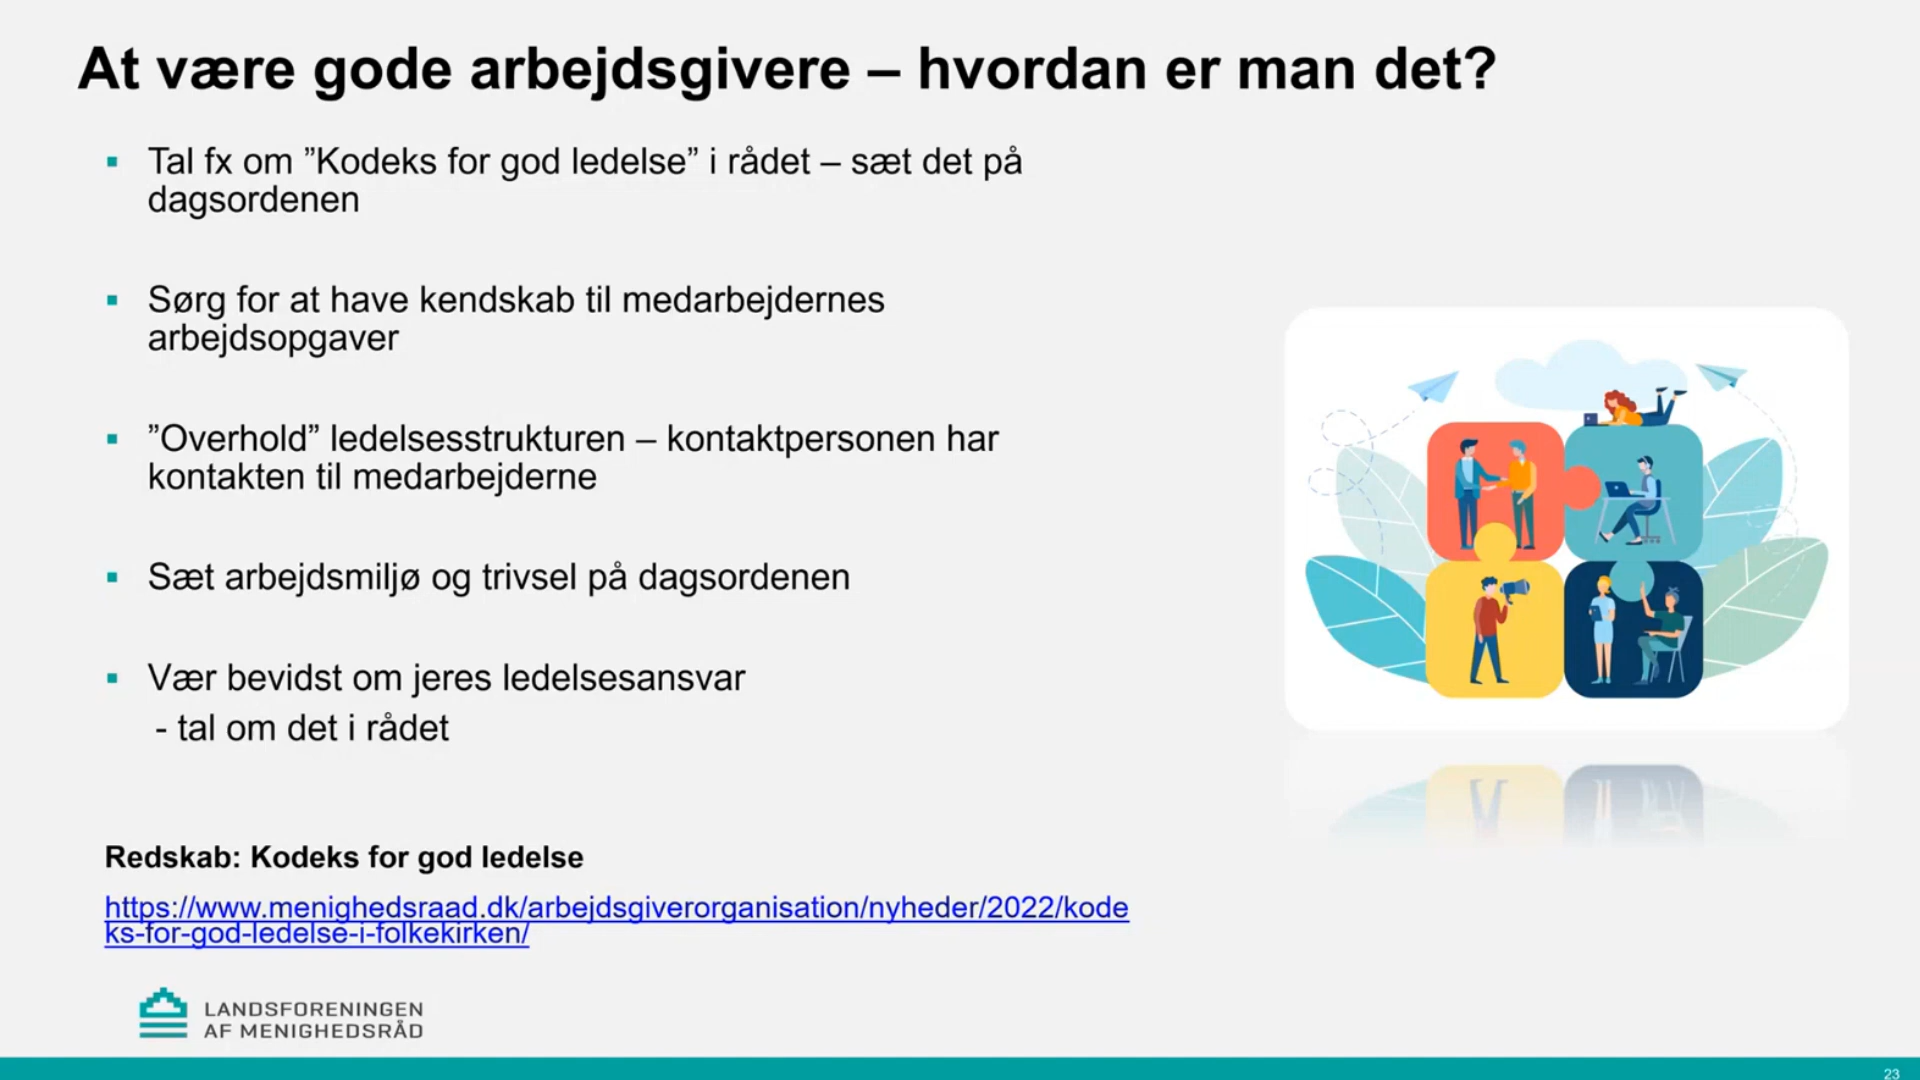 At være gode arbejdsgivere – hvordan er man det?
▪ Tal fx om ”Kodeks for god ledelse” i rådet – sæt det på
dagsordenen
▪ Sørg for at have kendskab til medarbejdernes
arbejdsopgaver
▪ ”Overhold” ledelsesstrukturen – kontaktpersonen har
kontakten til medarbejderne
▪ Sæt arbejdsmiljø og trivsel på dagsordenen
▪ Vær bevidst om jeres ledelsesansvar
- tal om det i rådet
Redskab: Kodeks for god ledelse
https://www.menighedsraad.dk/arbejdsgiverorganisation/nyheder/2022/kode
ks-for-god-ledelse-i-folkekirken/
LANDSFORENINGEN
AF MENIGHEDSRÅD
23